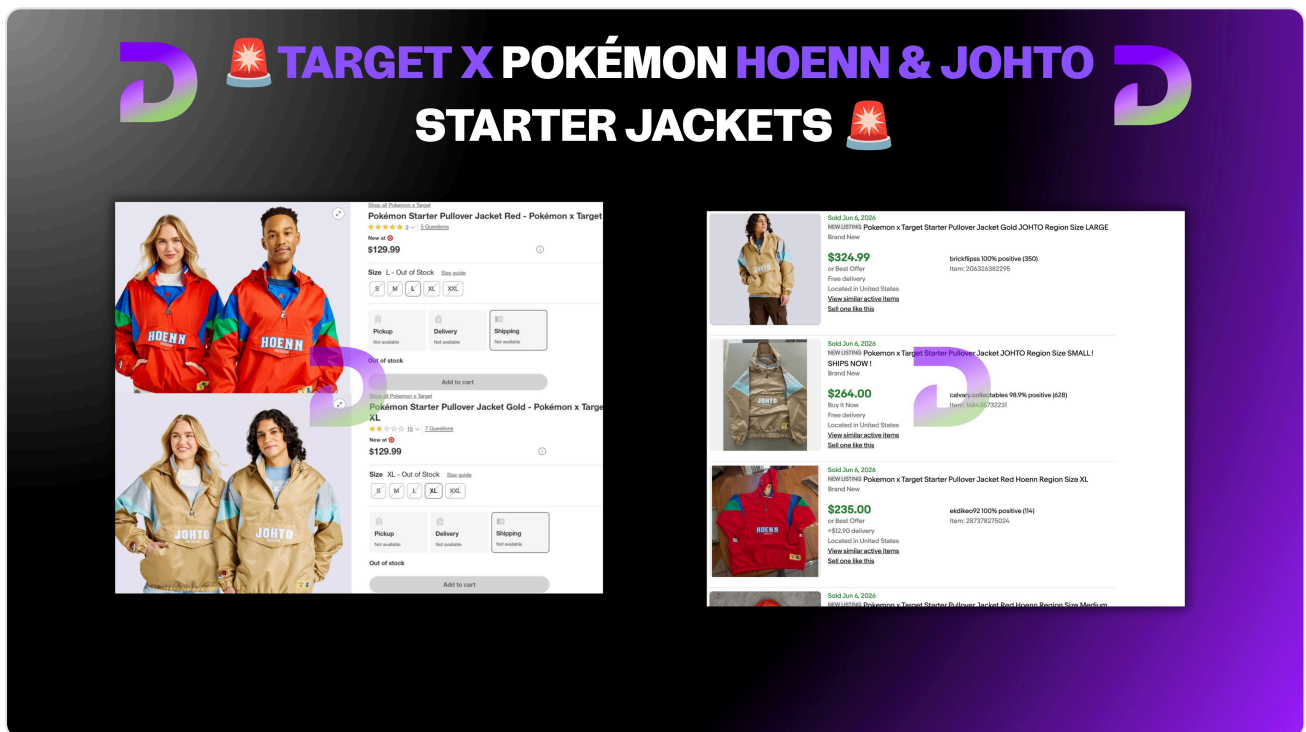 🚨TARGET X POKÉMON HOENN & JOHTO
STARTER JACKETS 🚨
Shop all Pokemon x Target
Pokémon Starter Pullover Jacket Red - Pokémon x Target
3
5 Questions
New at
$129.99
Size L - Out of Stock Size guide
S M L XL XXL
Pickup Delivery Shipping
Not available Not available Not available
Out of stock
Add to cart
HOENN
HOENN
Shop all Pokemon x Target
Pokémon Starter Pullover Jacket Gold - Pokémon x Targe
XL
15
7 Questions
New at
$129.99
Size XL - Out of Stock Size guide
S M L XL XXL
Pickup Delivery Shipping
Not available Not available Not available
Out of stock
Add to cart
JOHTO
JOHTO
Sold Jun 6, 2026
NEW LISTING Pokemon x Target Starter Pullover Jacket Gold JOHTO Region Size LARGE
Brand New
$324.99
or Best Offer
Free delivery
Located in United States
View similar active items
Sell one like this
brickflipss 100% positive (350)
Item: 206326382295
JOHTO
Sold Jun 6, 2026
NEW LISTING Pokemon x Target Starter Pullover Jacket JOHTO Region Size SMALL !
SHIPS NOW !
Brand New
$264.00
Buy It Now
Free delivery
Located in United States
View similar active items
Sell one like this
calvary.collectables 98.9% positive (628)
Item: 168435732231
JOHTO
Sold Jun 6, 2026
NEW LISTING Pokemon x Target Starter Pullover Jacket Red Hoenn Region Size XL
Brand New
$235.00
or Best Offer
+$12.90 delivery
Located in United States
View similar active items
Sell one like this
ekdikeo92 100% positive (114)
Item: 287378275024
HOENN
Sold Jun 6, 2026
NEW LISTING Pokemon x Target Starter Pullover Jacket Red Hoenn Region Size Medium